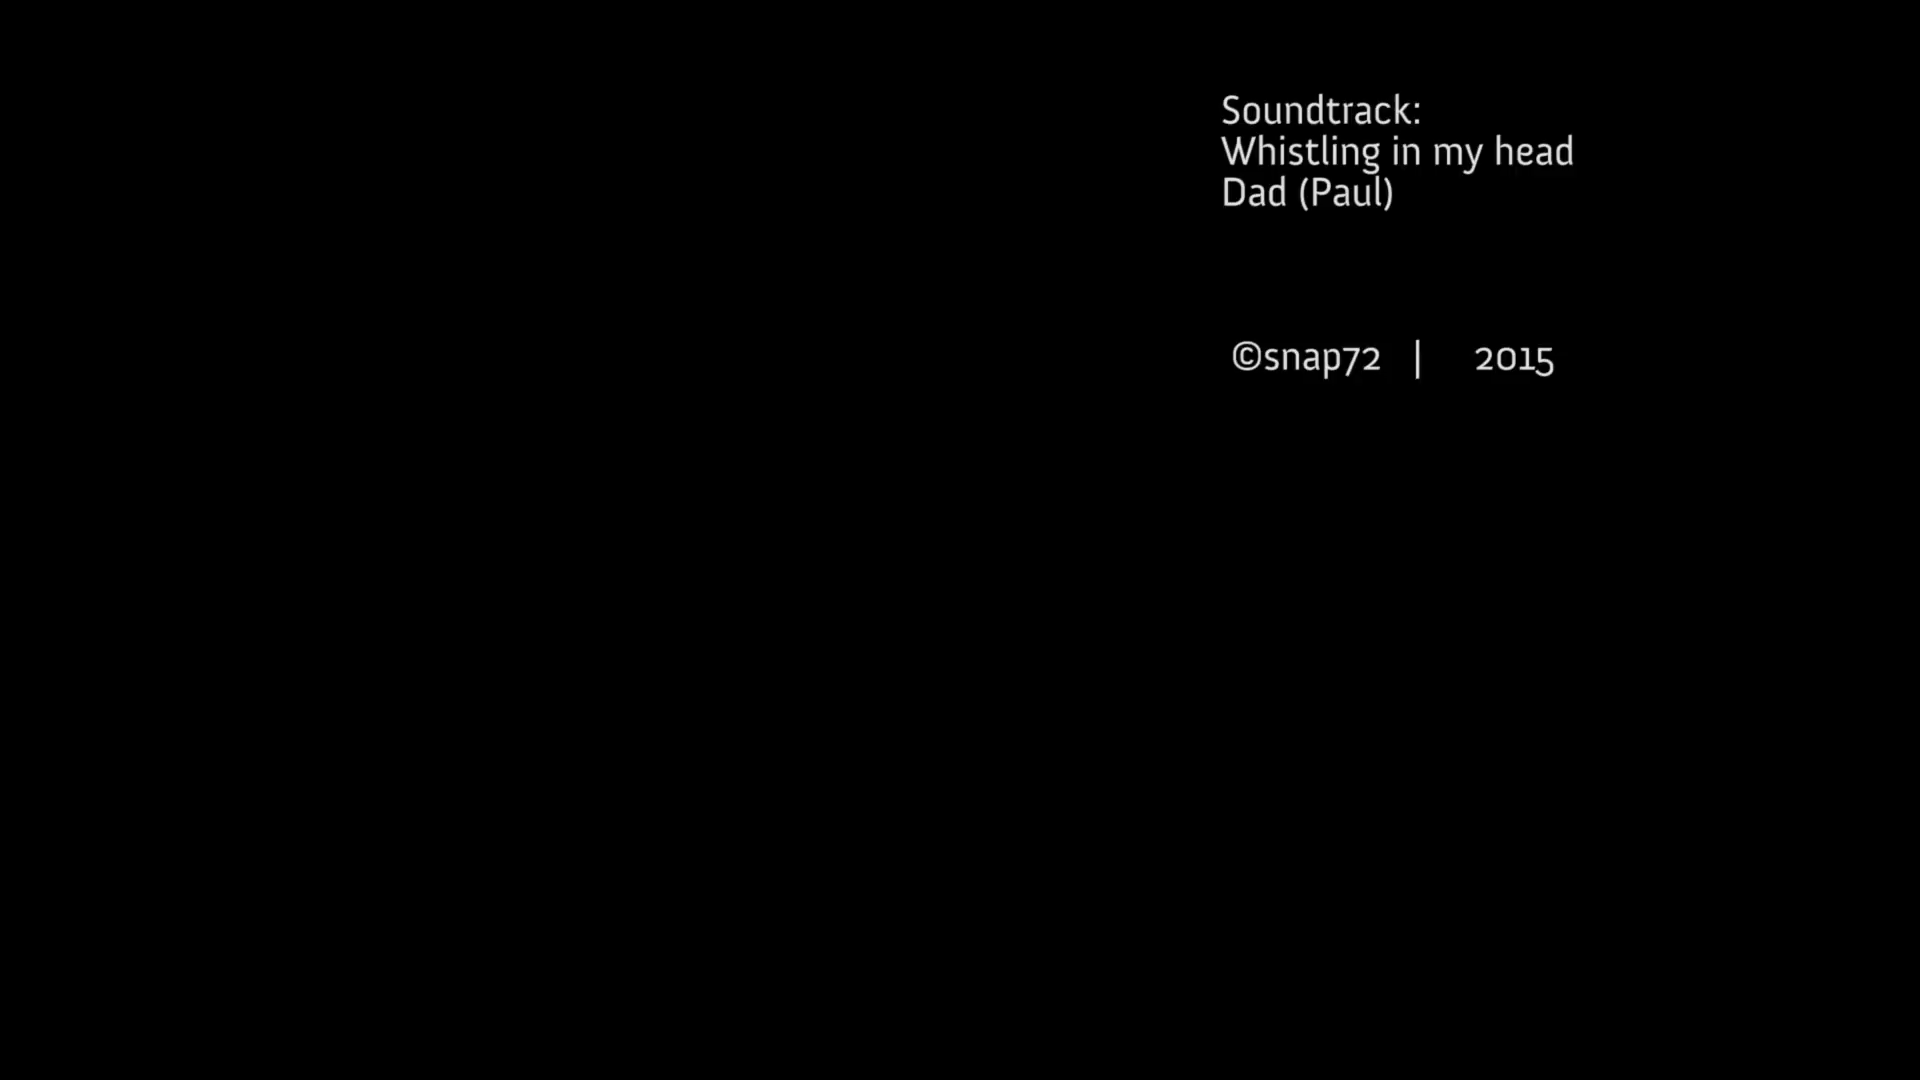 Soundtrack:
Whistling in my head
Dad (Paul)
©snap72 | 2015